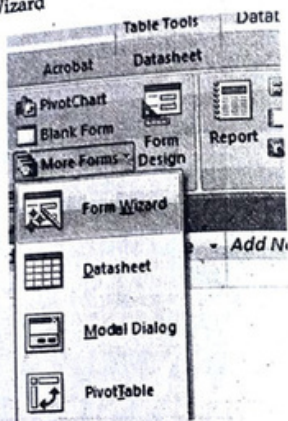 Wizard
Table Tools Datat
Acrobat Datasheet
PivotChart
Blank Form
More Forms
Form Design
Report
Form Wizard
Datasheet
Modal Dialog
PivotTable
Add Ne